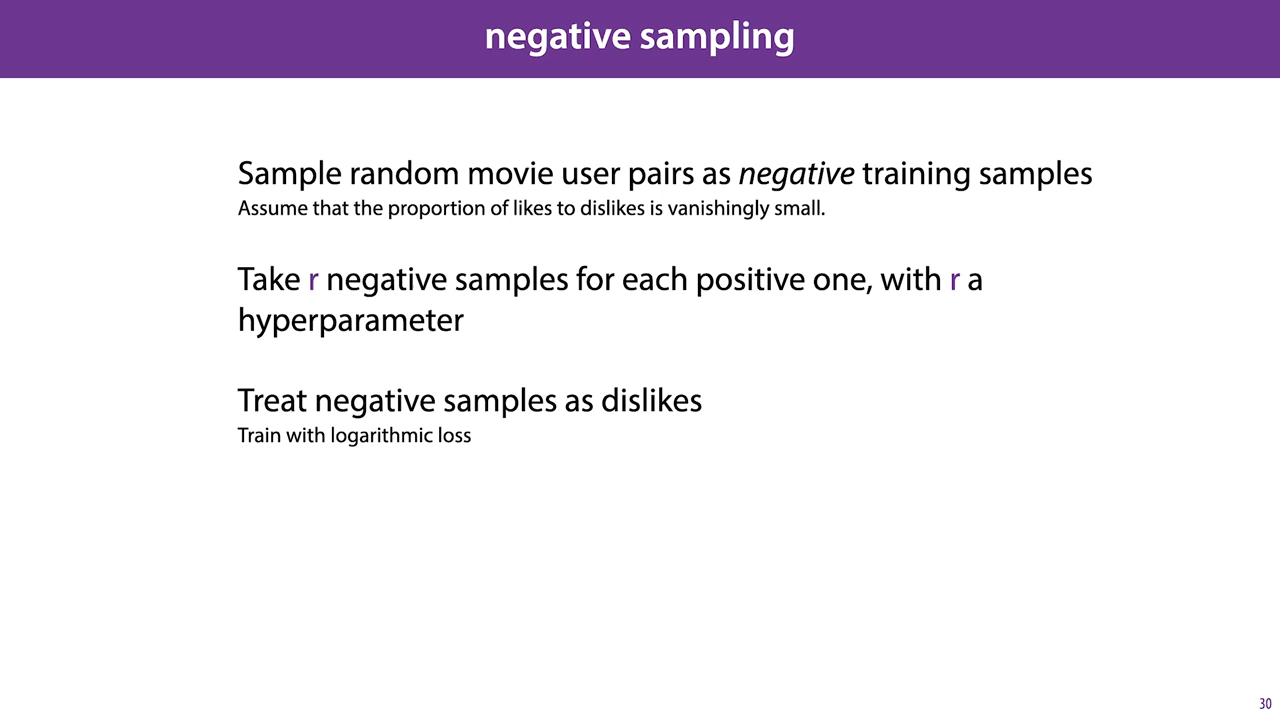 negative sampling
Sample random movie user pairs as negative training samples
Assume that the proportion of likes to dislikes is vanishingly small.
Take r negative samples for each positive one, with r a
hyperparameter
Treat negative samples as dislikes
Train with logarithmic loss
30